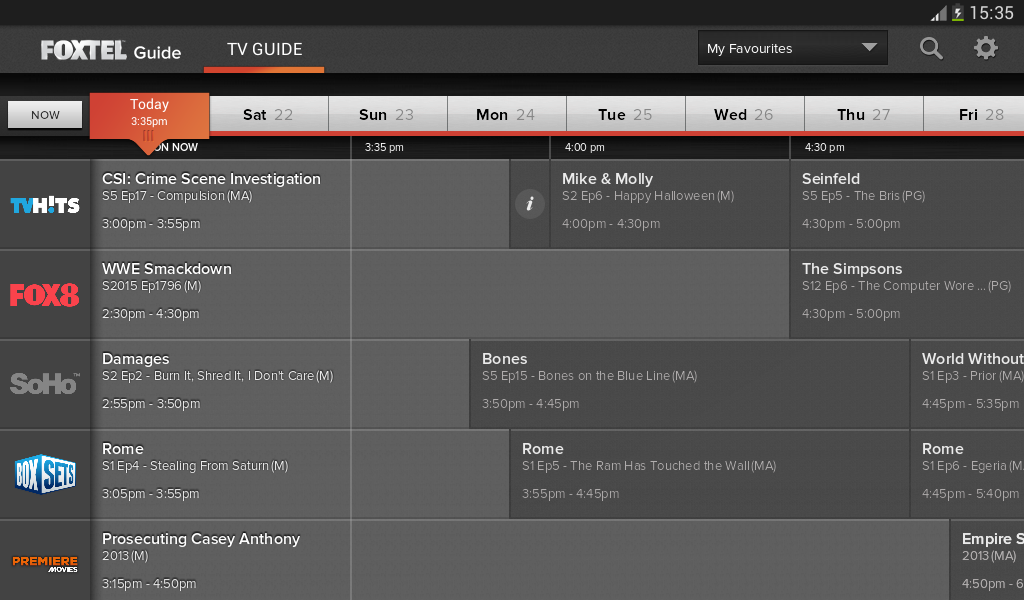 15:35
FOXTEL Guide
TV GUIDE
My Favourites
NOW
Today
3:35pm
Sat 22
Sun 23
Mon 24
Tue 25
Wed 26
Thu 27
Fri 28
ON NOW
3:35 pm
4:00 pm
4:30 pm
TVH!TS
CSI: Crime Scene Investigation
S5 Ep17 - Compulsion (MA)
3:00pm - 3:55pm
i
Mike & Molly
S2 Ep6 - Happy Halloween (M)
4:00pm - 4:30pm
Seinfeld
S5 Ep5 - The Bris (PG)
4:30pm - 5:00pm
FOX8
WWE Smackdown
S2015 Ep1796 (M)
2:30pm - 4:30pm
The Simpsons
S12 Ep6 - The Computer Wore ... (PG)
4:30pm - 5:00pm
SoHo™
Damages
S2 Ep2 - Burn It, Shred It, I Don't Care (M)
2:55pm - 3:50pm
Bones
S5 Ep15 - Bones on the Blue Line (MA)
3:50pm - 4:45pm
World Without
S1 Ep3 - Prior (MA)
4:45pm - 5:35pm
BOX SETS
Rome
S1 Ep4 - Stealing From Saturn (M)
3:05pm - 3:55pm
Rome
S1 Ep5 - The Ram Has Touched the Wall (MA)
3:55pm - 4:45pm
Rome
S1 Ep6 - Egeria (M
4:45pm - 5:40pm
PREMIERE
MOVIES
Prosecuting Casey Anthony
2013 (M)
3:15pm - 4:50pm
Empire S
2013 (MA)
4:50pm - 6